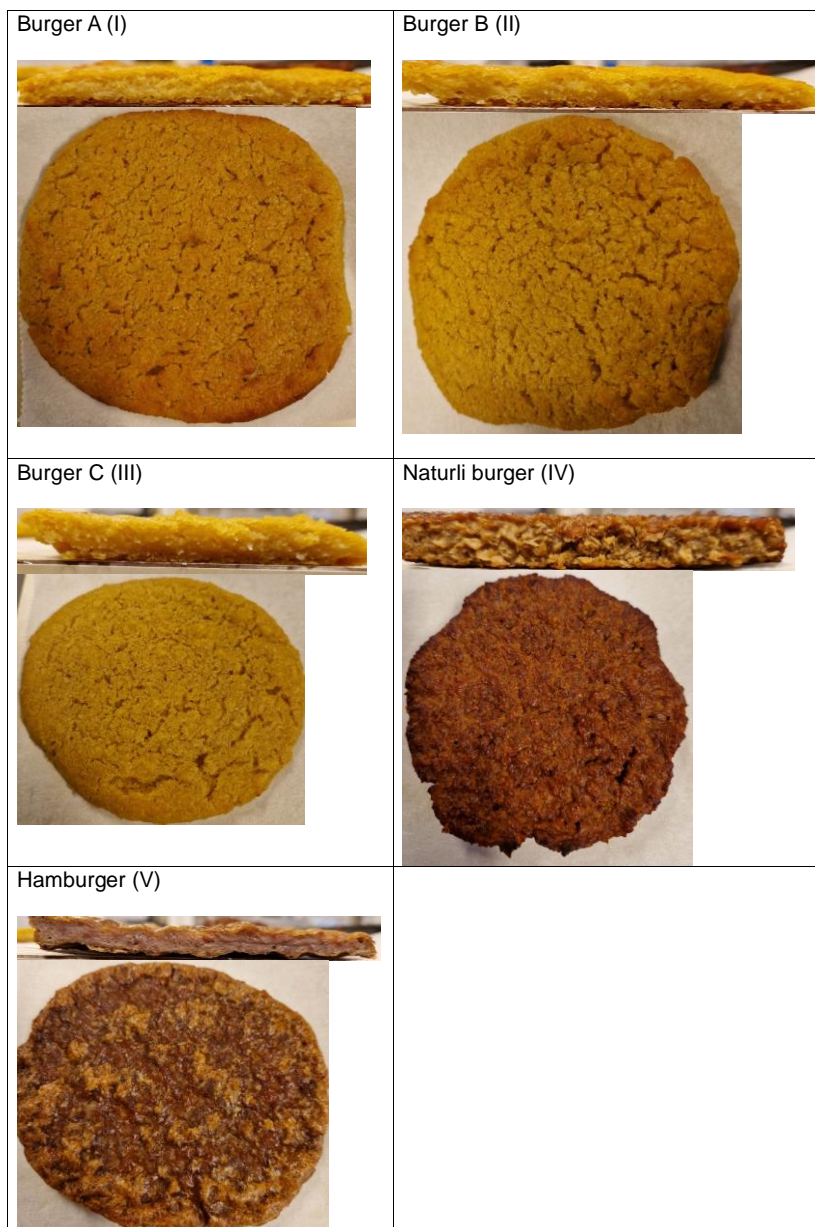 Burger A (I)
Burger B (II)
Burger C (III)
Naturli burger (IV)
Hamburger (V)